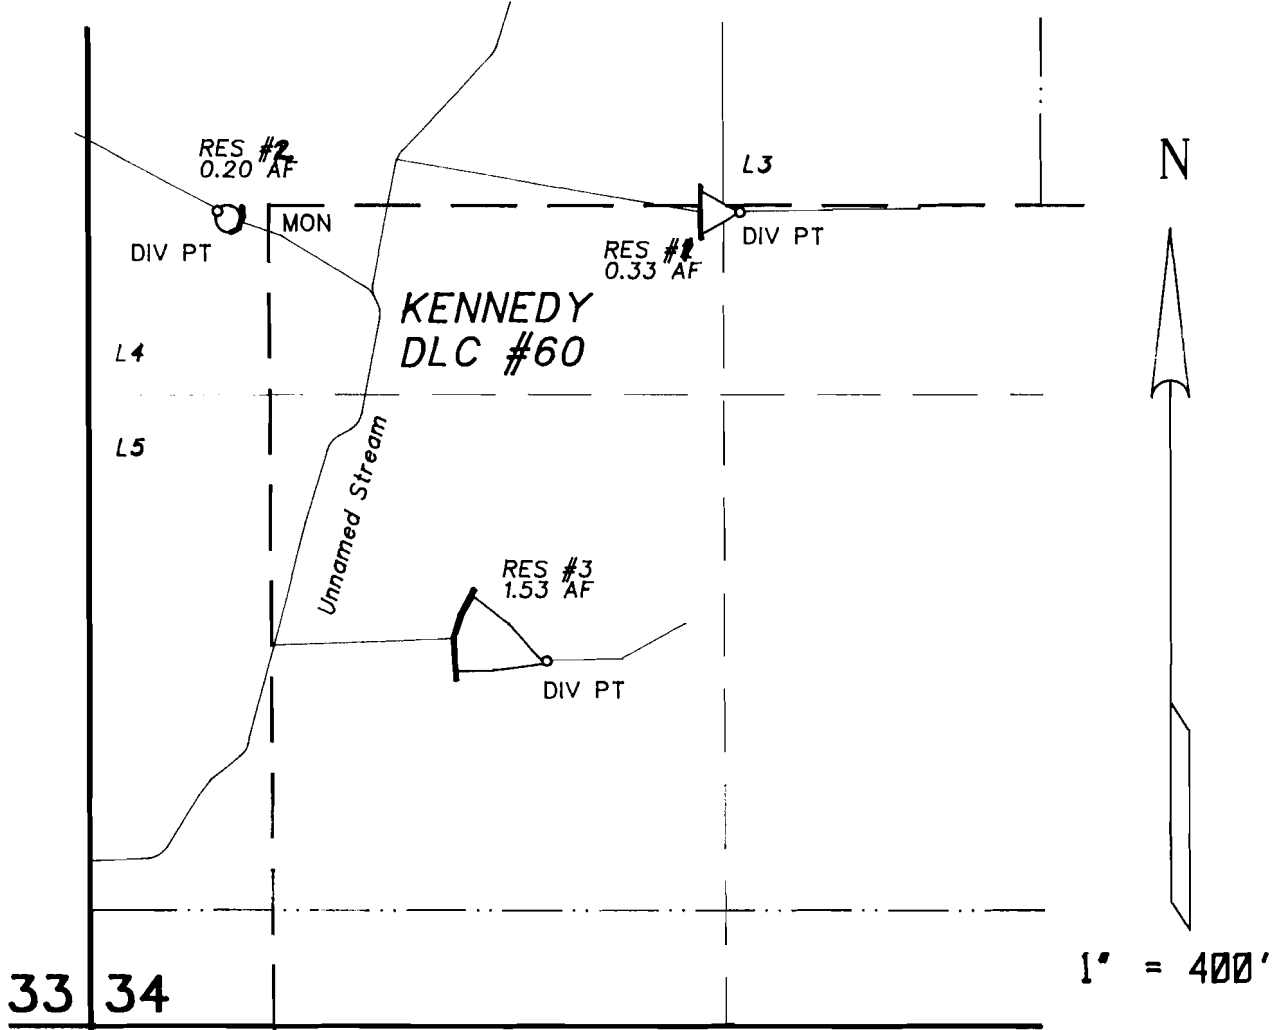 N
RES #2
0.20 AF
L3
MON
DIV PT
DIV PT
RES #1
0.33 AF
KENNEDY
DLC #60
L4
L5
Unnamed Stream
RES #3
1.53 AF
DIV PT
1" = 400'
33 34